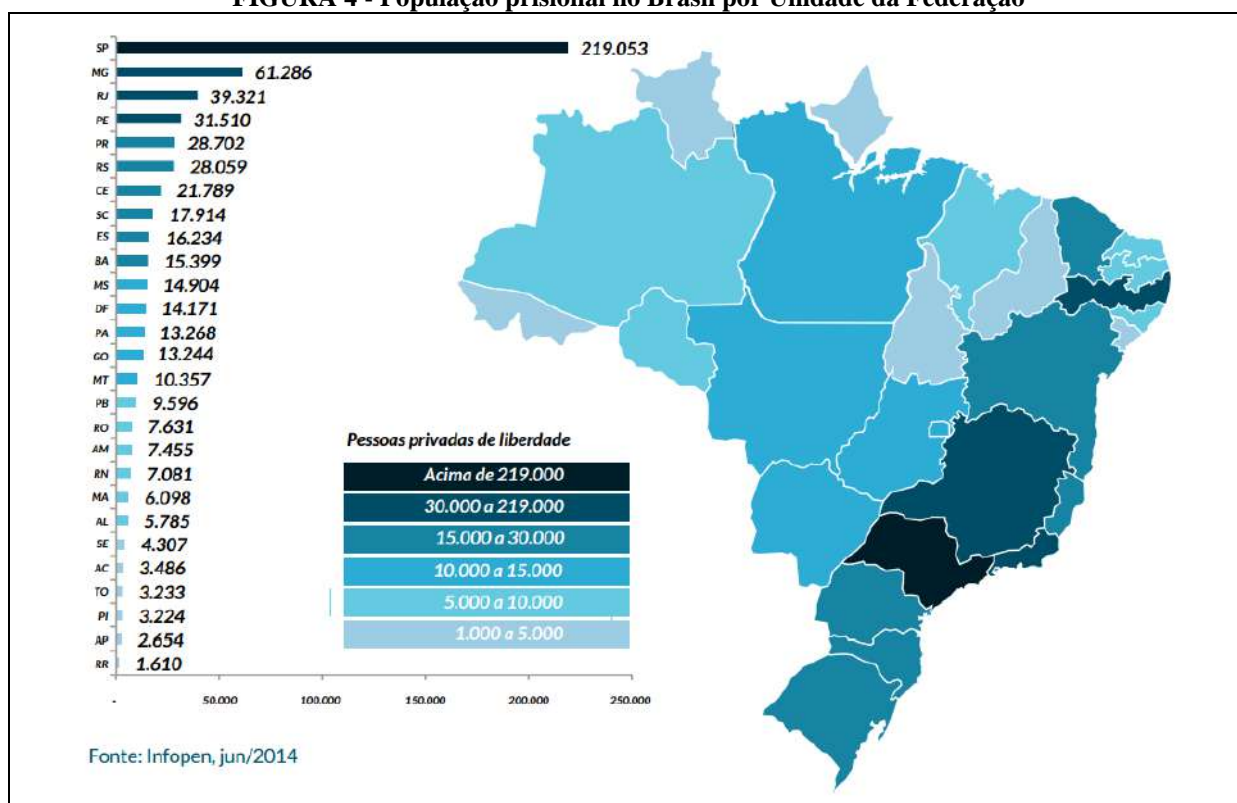 FIGURA 4 - População prisional no Brasil por Unidade da Federação
SP 219.053
MG 61.286
RJ 39.321
PE 31.510
PR 28.702
RS 28.059
CE 21.789
SC 17.914
ES 16.234
BA 15.399
MS 14.904
DF 14.171
PA 13.268
GO 13.244
MT 10.357
PB 9.596
RO 7.631
AM 7.455
RN 7.081
MA 6.098
AL 5.785
SE 4.307
AC 3.486
TO 3.233
PI 3.224
AP 2.654
RR 1.610
- 50.000 100.000 150.000 200.000 250.000
Pessoas privadas de liberdade
Acima de 219.000
30.000 a 219.000
15.000 a 30.000
10.000 a 15.000
5.000 a 10.000
1.000 a 5.000
Fonte: Infopen, jun/2014